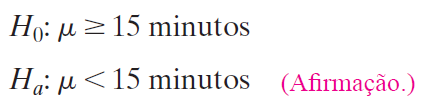 H₀: μ ≥ 15 minutos
Hₐ: μ < 15 minutos (Afirmação.)